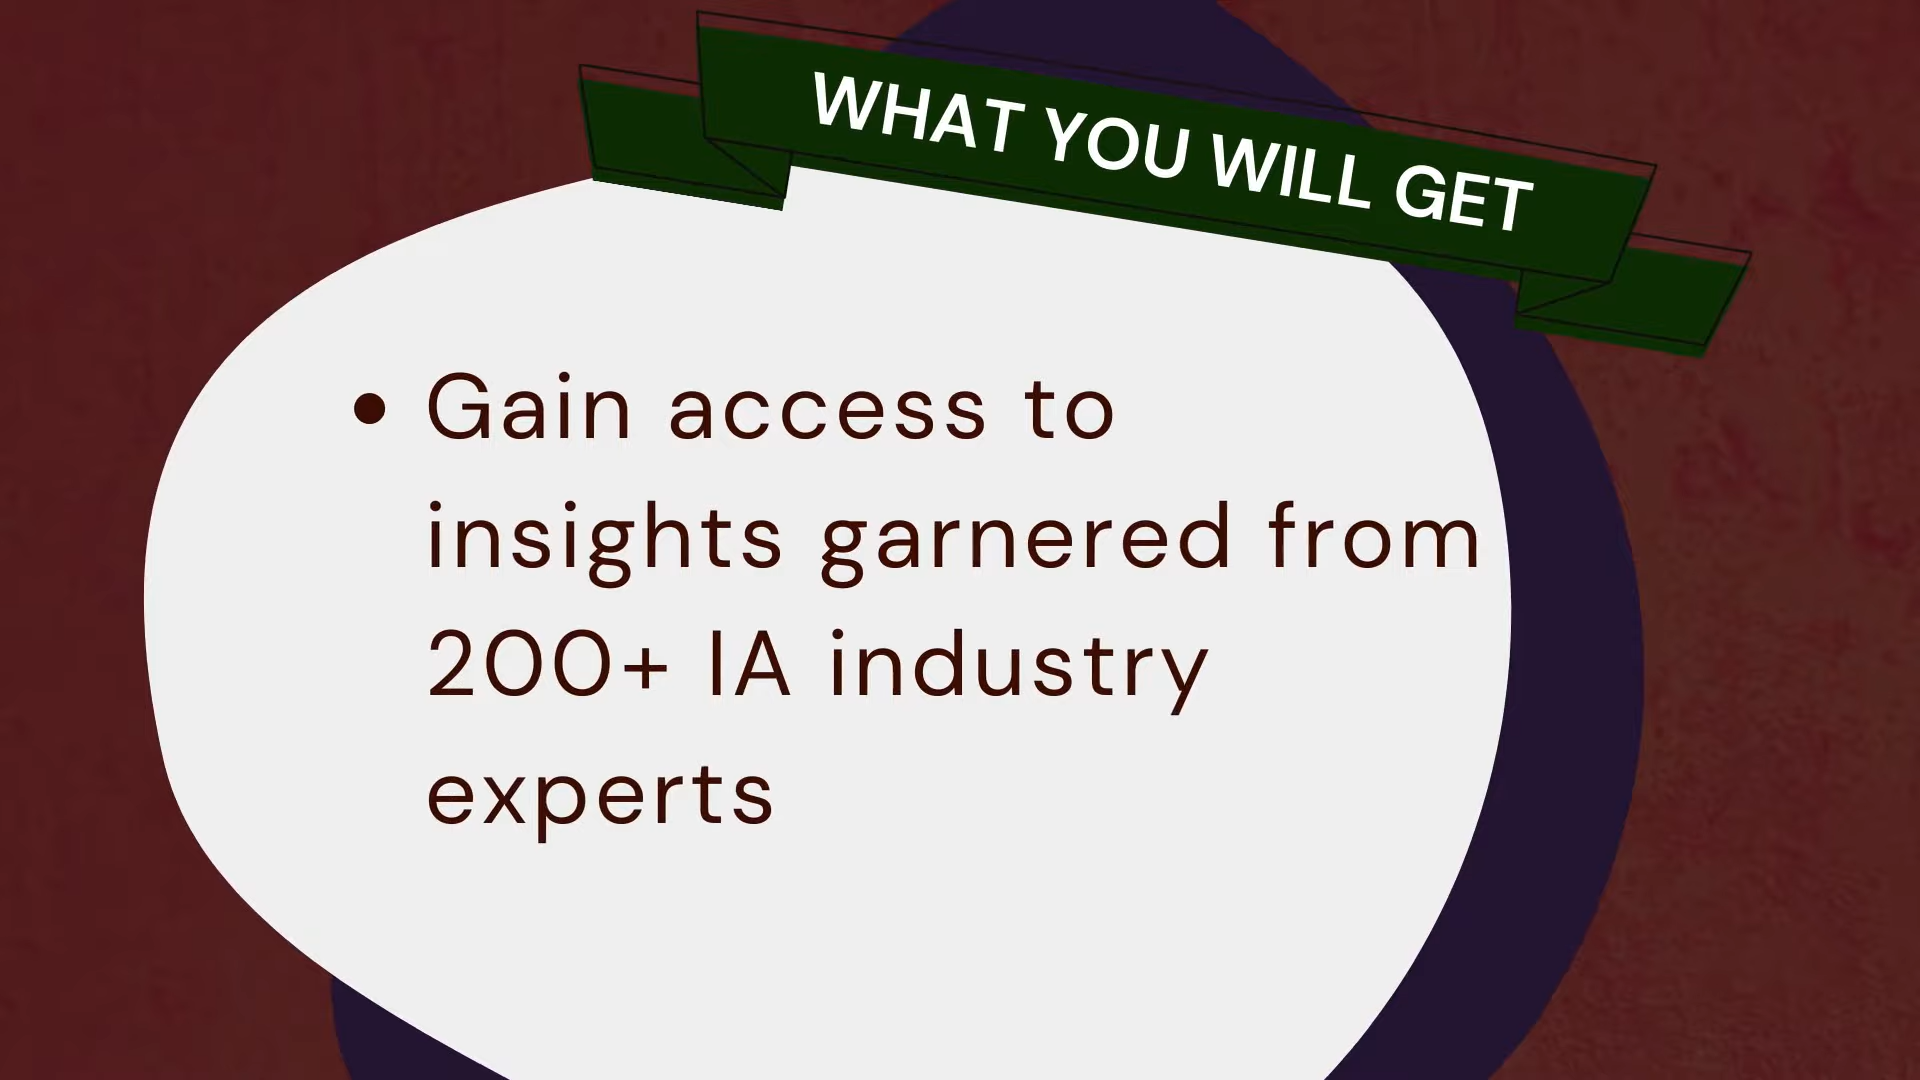 WHAT YOU WILL GET
• Gain access to
insights garnered from
200+ IA industry
experts